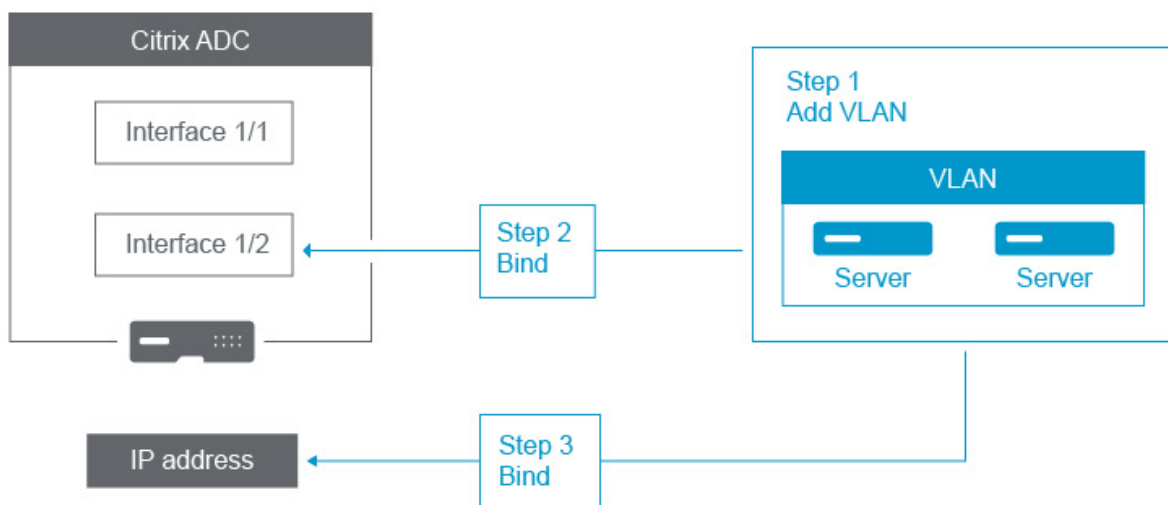 Citrix ADC
Interface 1/1
Interface 1/2
Step 2
Bind
Step 1
Add VLAN
VLAN
Server
Server
IP address
Step 3
Bind